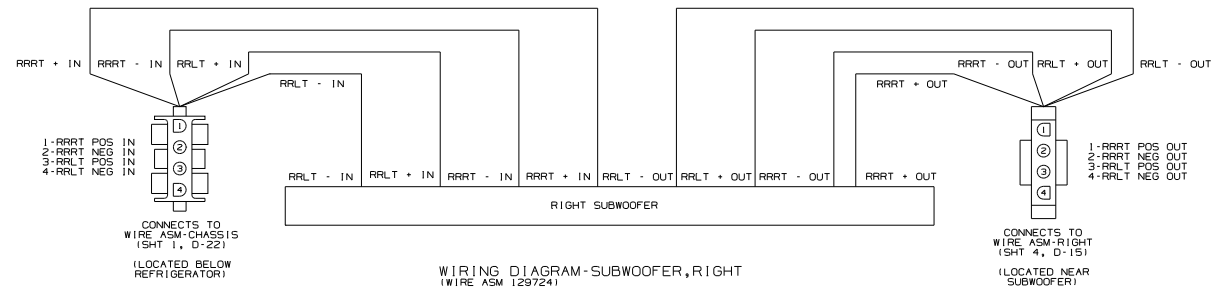 RRRT + IN
RRRT - IN
RRLT + IN
RRLT - IN
RRRT + OUT
RRRT - OUT
RRLT + OUT
RRLT - OUT
1
2
3
4
1-RRRT POS IN
2-RRRT NEG IN
3-RRLT POS IN
4-RRLT NEG IN
RRLT - IN
RRLT + IN
RRRT - IN
RRRT + IN
RRLT - OUT
RRLT + OUT
RRRT - OUT
RRRT + OUT
1
2
3
4
1-RRRT POS OUT
2-RRRT NEG OUT
3-RRLT POS OUT
4-RRLT NEG OUT
RIGHT SUBWOOFER
CONNECTS TO
WIRE ASM-CHASSIS
(SHT 1, D-22)
(LOCATED BELOW
REFRIGERATOR)
CONNECTS TO
WIRE ASM-RIGHT
(SHT 4, D-15)
(LOCATED NEAR
SUBWOOFER)
WIRING DIAGRAM-SUBWOOFER,RIGHT
(WIRE ASM 129724)